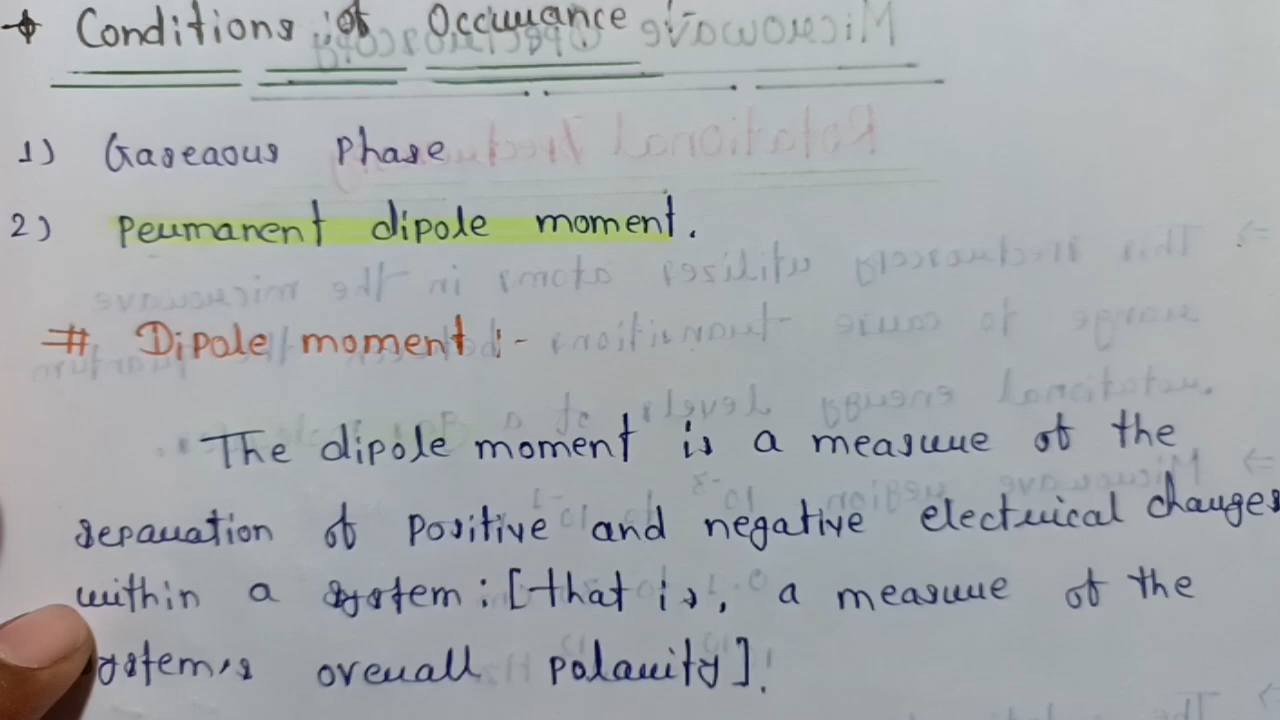 Conditions of Occurrance
1) Gaseaous Phase
2) Permanent dipole moment.
# Dipole moment :-
The dipole moment is a measure of the
separation of Positive and negative electrical charges
within a system : [that is, a measure of the
system's overall polarity].